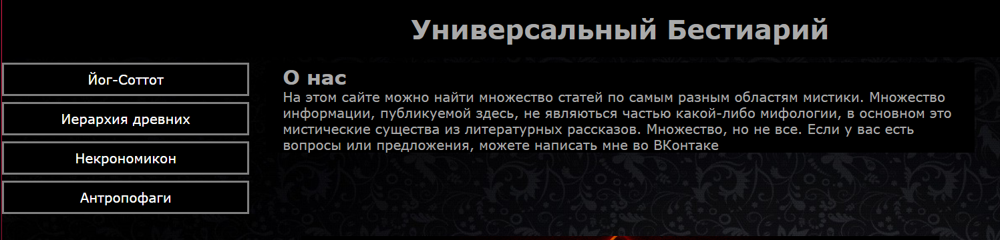 Универсальный Бестиарий
Йог-Соттот
Иерархия древних
Некрономикон
Антропофаги
О нас
На этом сайте можно найти множество статей по самым разным областям мистики. Множество
информации, публикуемой здесь, не являються частью какой-либо мифологии, в основном это
мистические существа из литературных рассказов. Множество, но не все. Если у вас есть
вопросы или предложения, можете написать мне во ВКонтаке